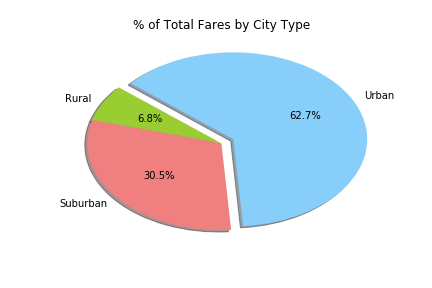 % of Total Fares by City Type
Urban
62.7%
Rural
6.8%
30.5%
Suburban